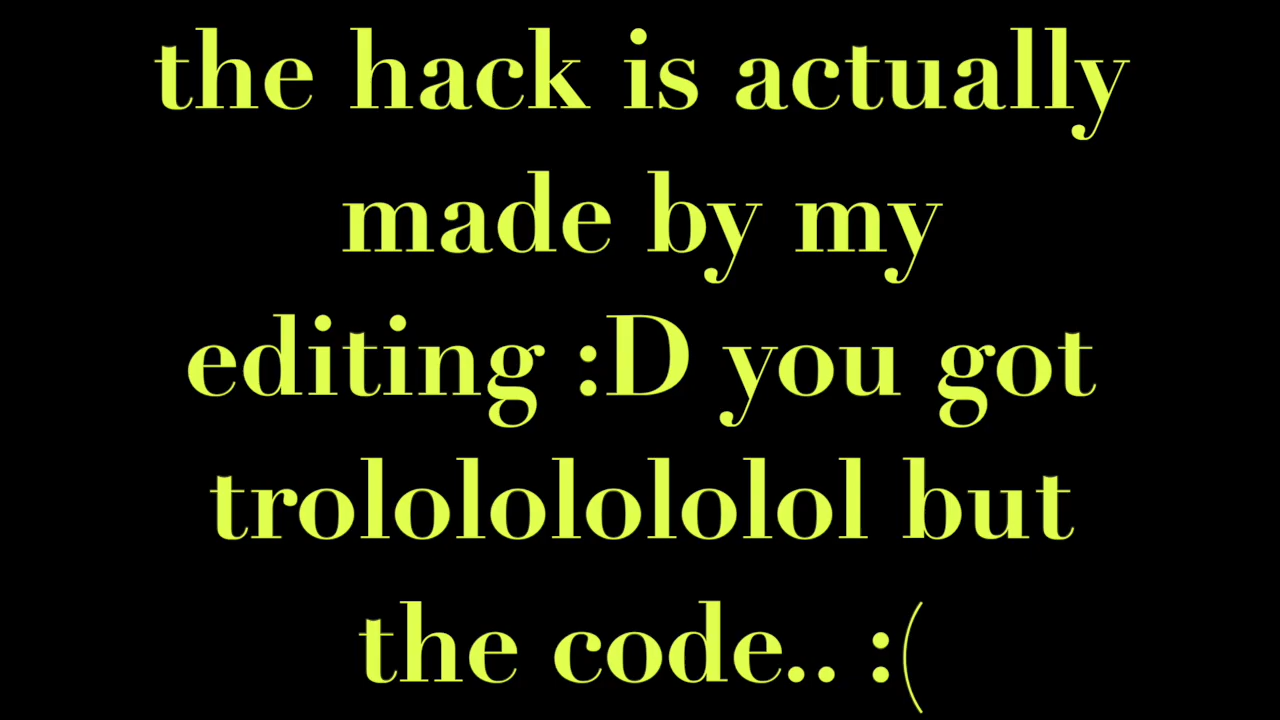 the hack is actually
made by my
editing :D you got
trolololololol but
the code.. :(